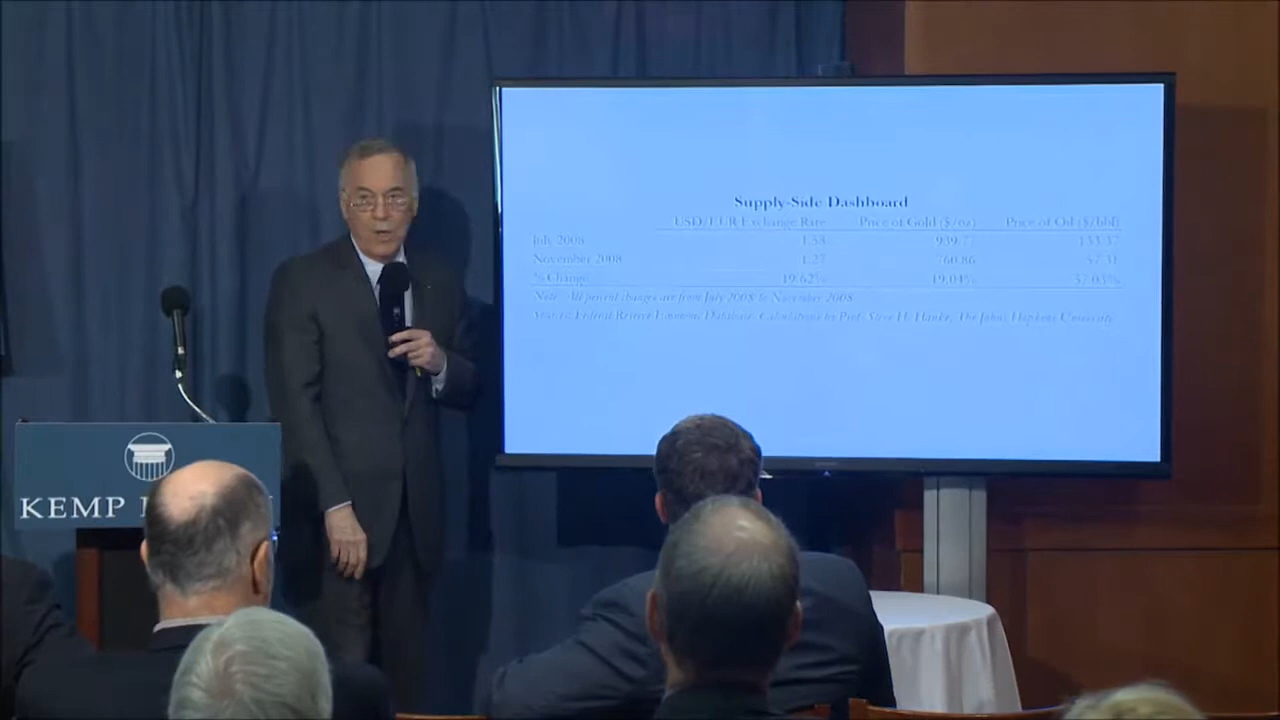 Supply-Side Dashboard
USD/EUR Exchange Rate Price of Gold ($/oz) Price of Oil ($/bbl)
July 2008 1.58 939.77 133.37
November 2008 1.27 760.86 57.31
% Change 19.62% 19.04% 57.03%
Note: All percent changes are from July 2008 to November 2008
Sources: Federal Reserve Economic Database. Calculations by Prof. Steve H. Hanke, The Johns Hopkins University
KEMP